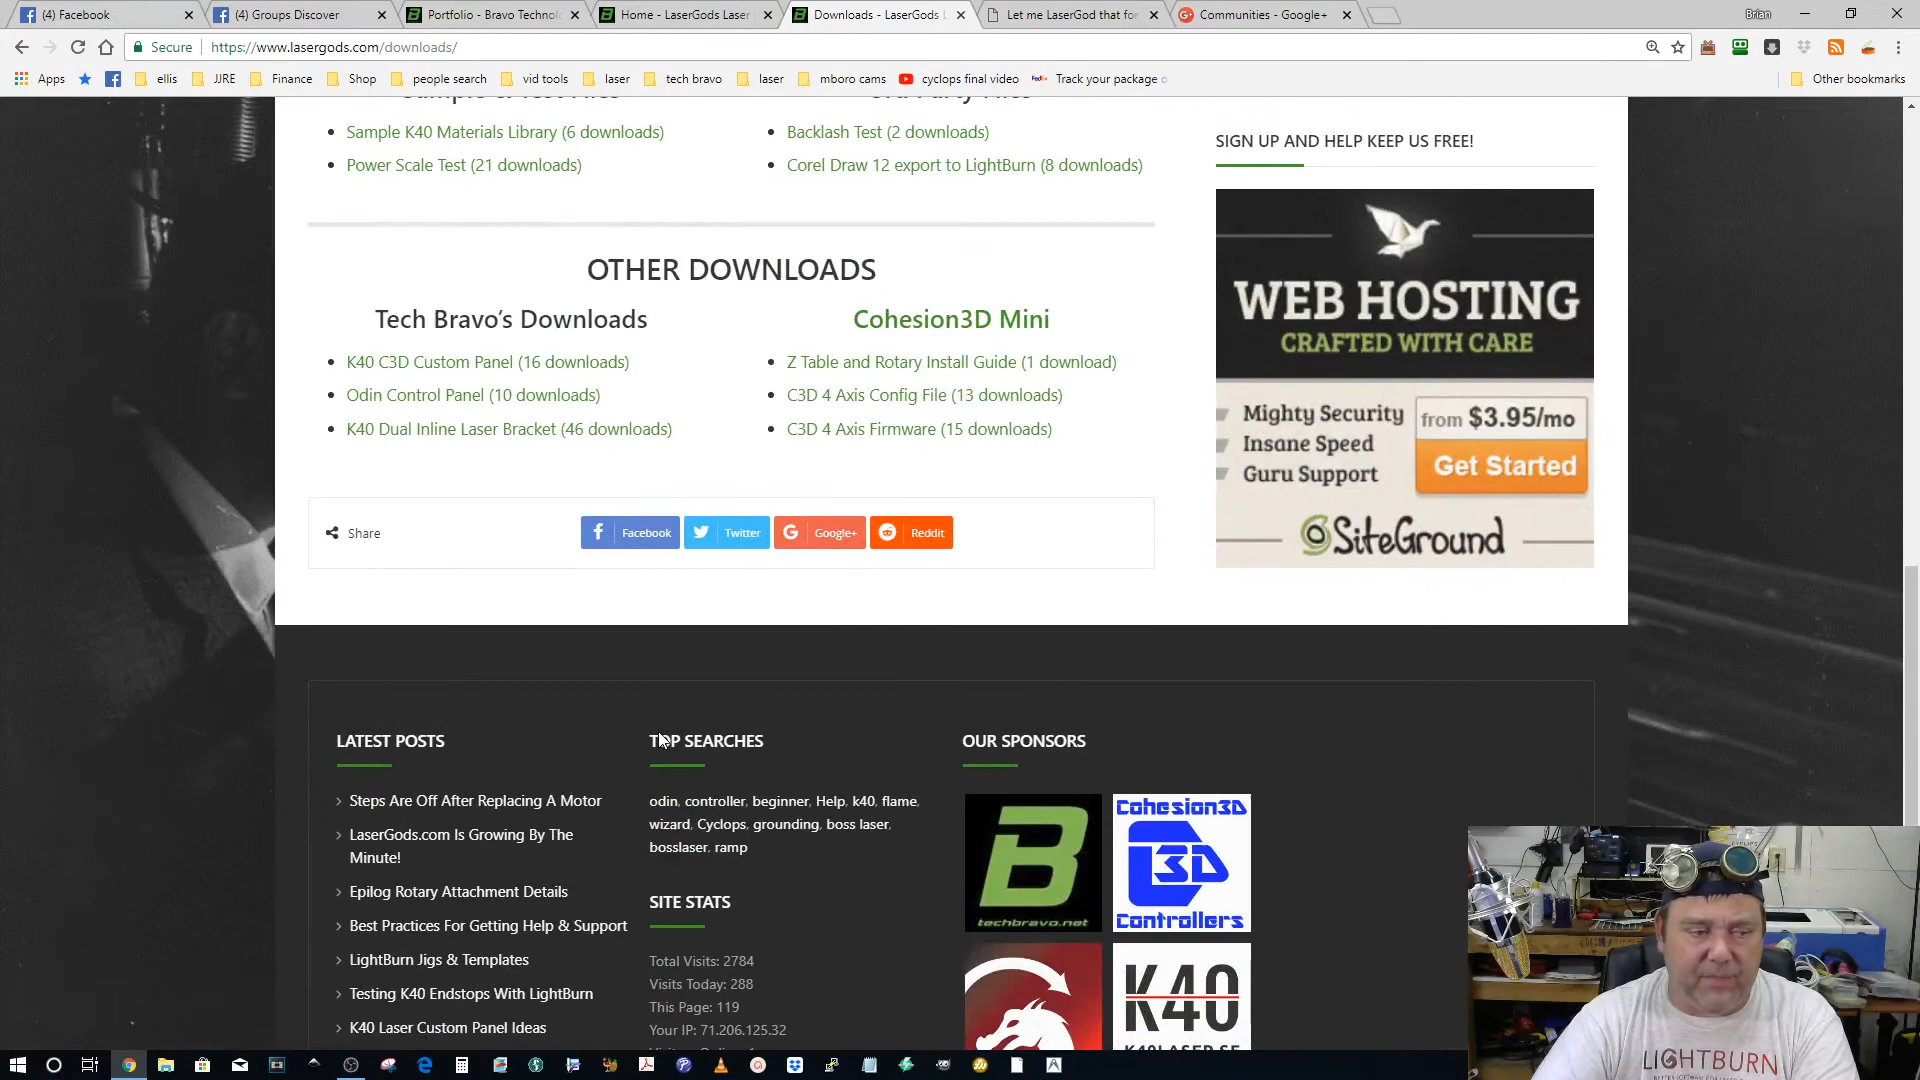 (4) Facebook
(4) Groups Discover
Portfolio - Bravo Technol
Home - LaserGods Laser
Downloads - LaserGods L
Let me LaserGod that for
Communities - Google+
Brian
Secure
https://www.lasergods.com/downloads/
Apps
ellis
JJRE
Finance
Shop
people search
vid tools
laser
tech bravo
laser
mboro cams
cyclops final video
Track your package o
Other bookmarks
Sample & Test Files
3rd Party Files
Sample K40 Materials Library (6 downloads)
Power Scale Test (21 downloads)
Backlash Test (2 downloads)
Corel Draw 12 export to LightBurn (8 downloads)
OTHER DOWNLOADS
Tech Bravo's Downloads
K40 C3D Custom Panel (16 downloads)
Odin Control Panel (10 downloads)
K40 Dual Inline Laser Bracket (46 downloads)
Cohesion3D Mini
Z Table and Rotary Install Guide (1 download)
C3D 4 Axis Config File (13 downloads)
C3D 4 Axis Firmware (15 downloads)
Share
Facebook
Twitter
Google+
Reddit
SIGN UP AND HELP KEEP US FREE!
WEB HOSTING
CRAFTED WITH CARE
Mighty Security
Insane Speed
Guru Support
from $3.95/mo
Get Started
SiteGround
LATEST POSTS
Steps Are Off After Replacing A Motor
LaserGods.com Is Growing By The
Minute!
Epilog Rotary Attachment Details
Best Practices For Getting Help & Support
LightBurn Jigs & Templates
Testing K40 Endstops With LightBurn
K40 Laser Custom Panel Ideas
TOP SEARCHES
odin, controller, beginner, Help, k40, flame,
wizard, Cyclops, grounding, boss laser,
bosslaser, ramp
SITE STATS
Total Visits: 2784
Visits Today: 288
This Page: 119
Your IP: 71.206.125.32
OUR SPONSORS
B
techbravo.net
Cohesion3D
C3D
Controllers
K40
K40LASER.SE
LIGHTBURN